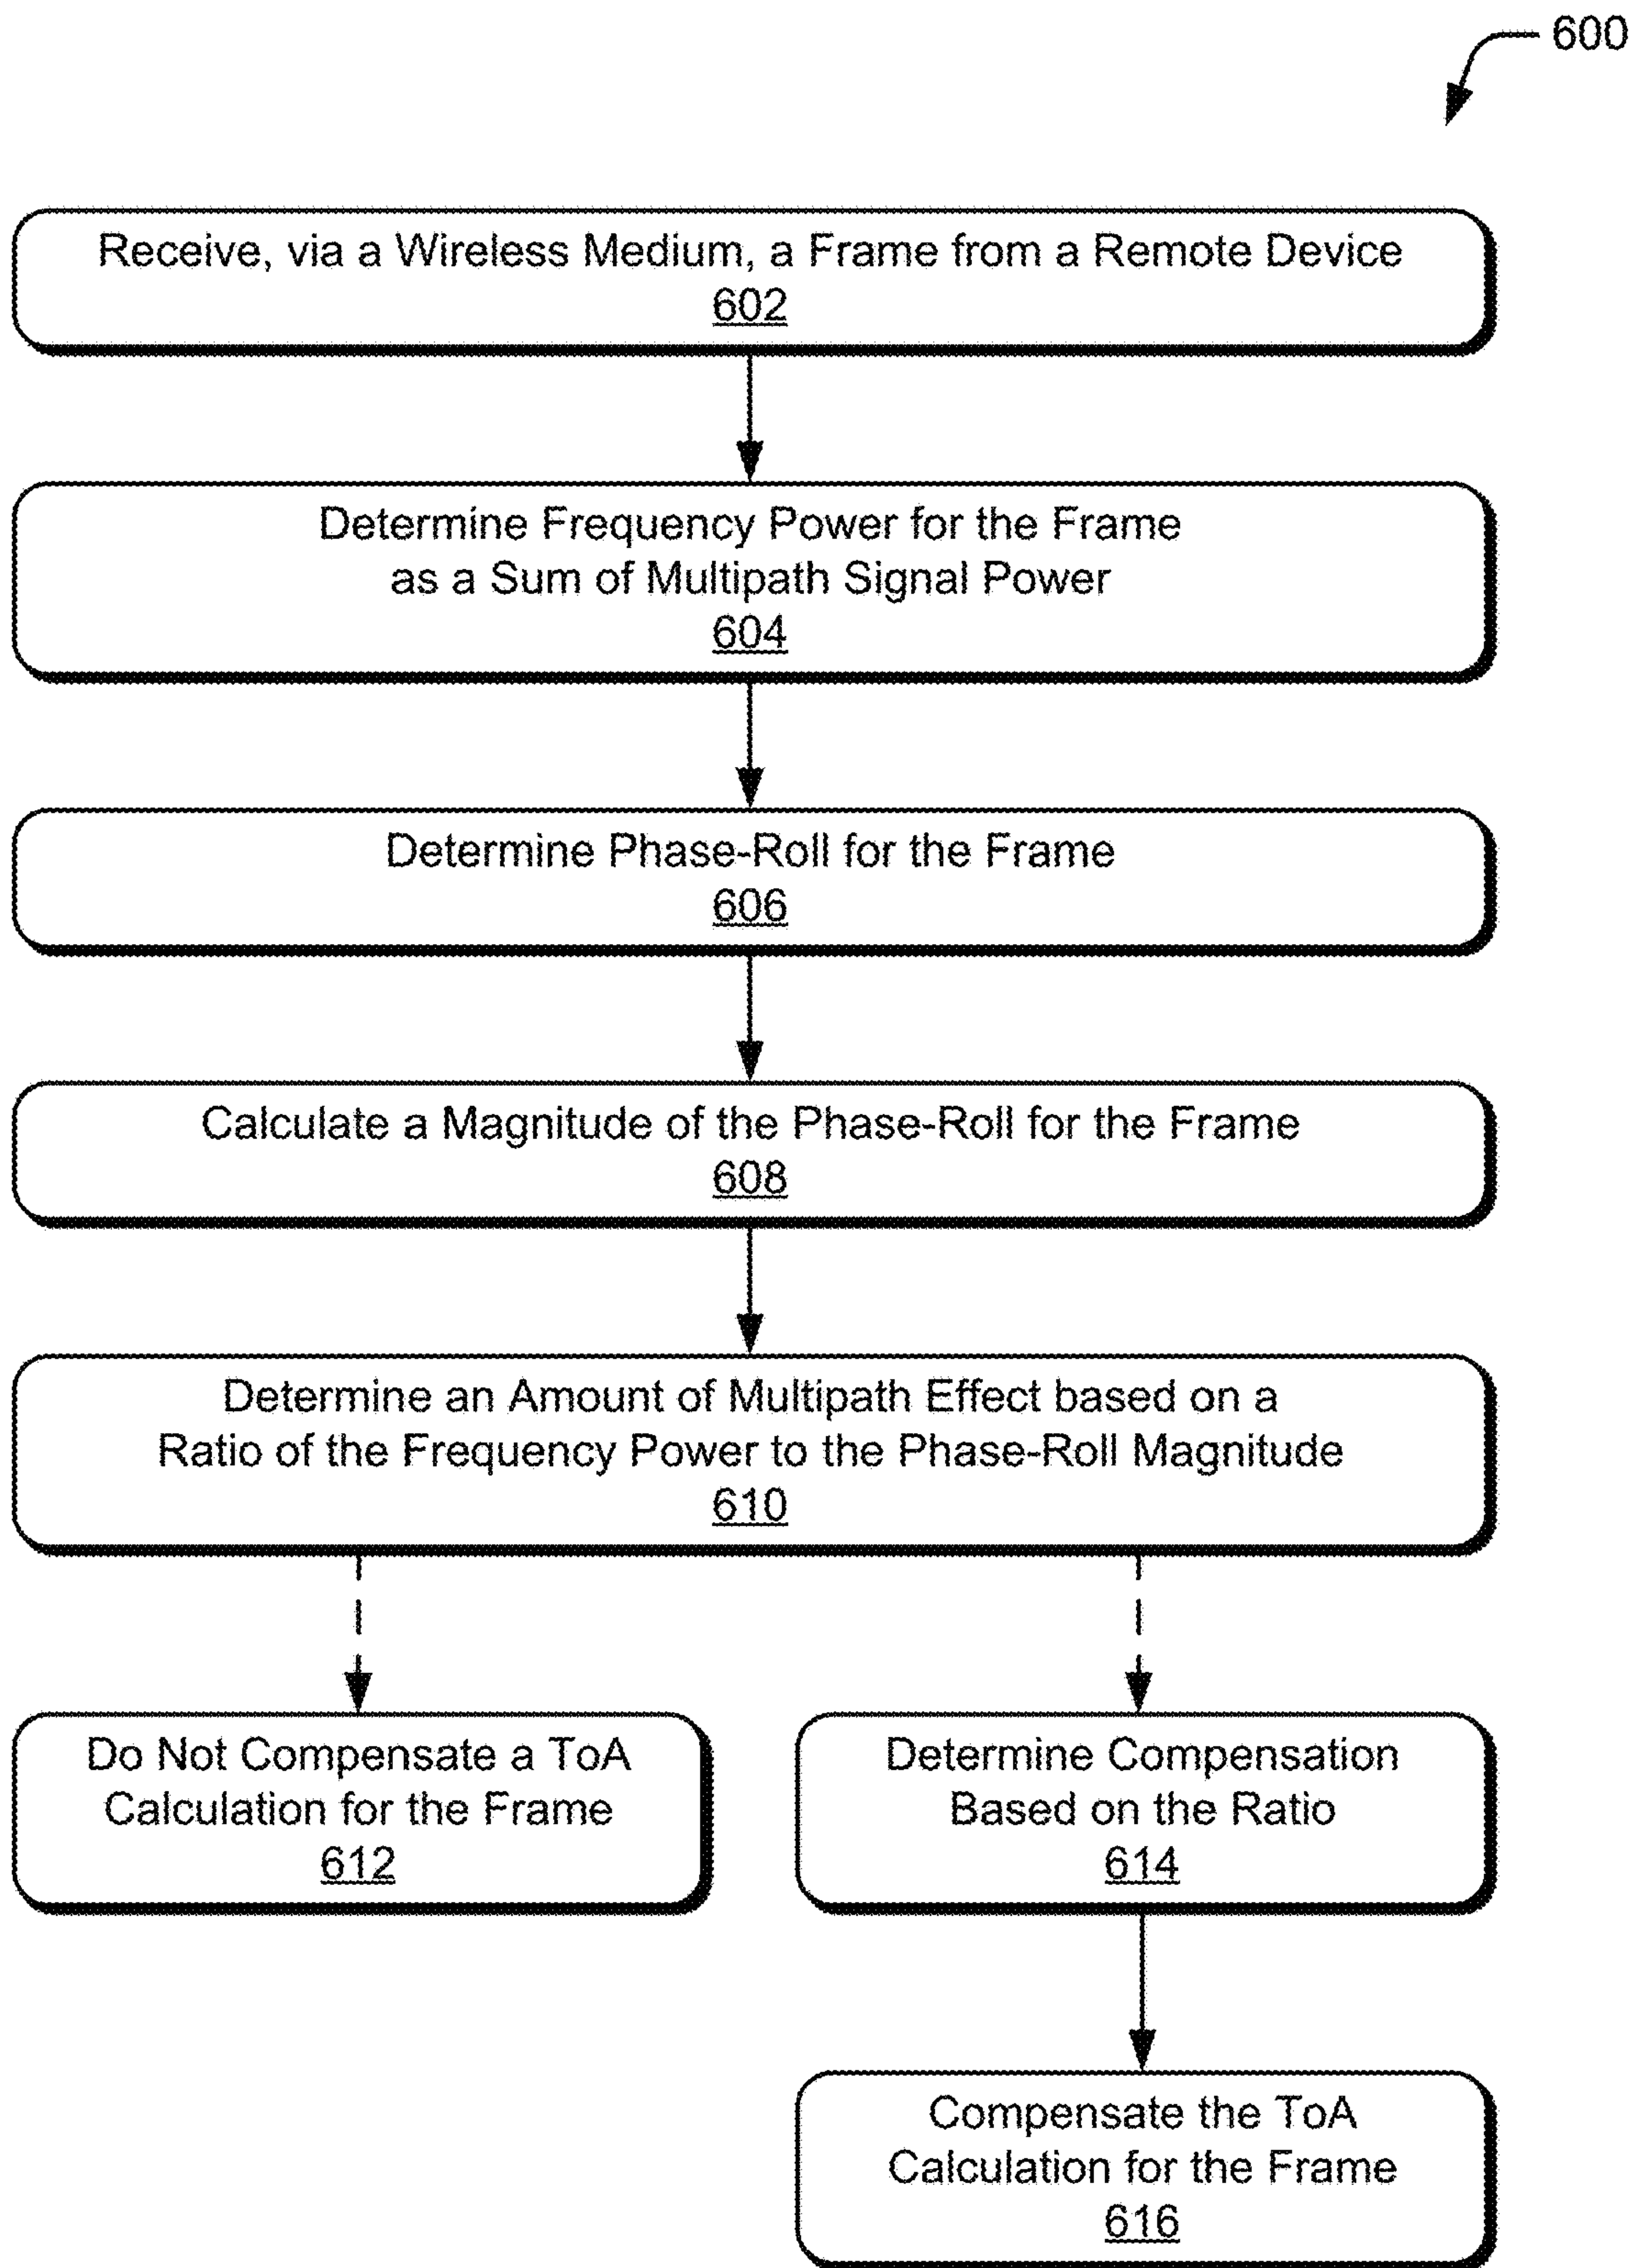 600
Receive, via a Wireless Medium, a Frame from a Remote Device
602
Determine Frequency Power for the Frame
as a Sum of Multipath Signal Power
604
Determine Phase-Roll for the Frame
606
Calculate a Magnitude of the Phase-Roll for the Frame
608
Determine an Amount of Multipath Effect based on a
Ratio of the Frequency Power to the Phase-Roll Magnitude
610
Do Not Compensate a ToA
Calculation for the Frame
612
Determine Compensation
Based on the Ratio
614
Compensate the ToA
Calculation for the Frame
616